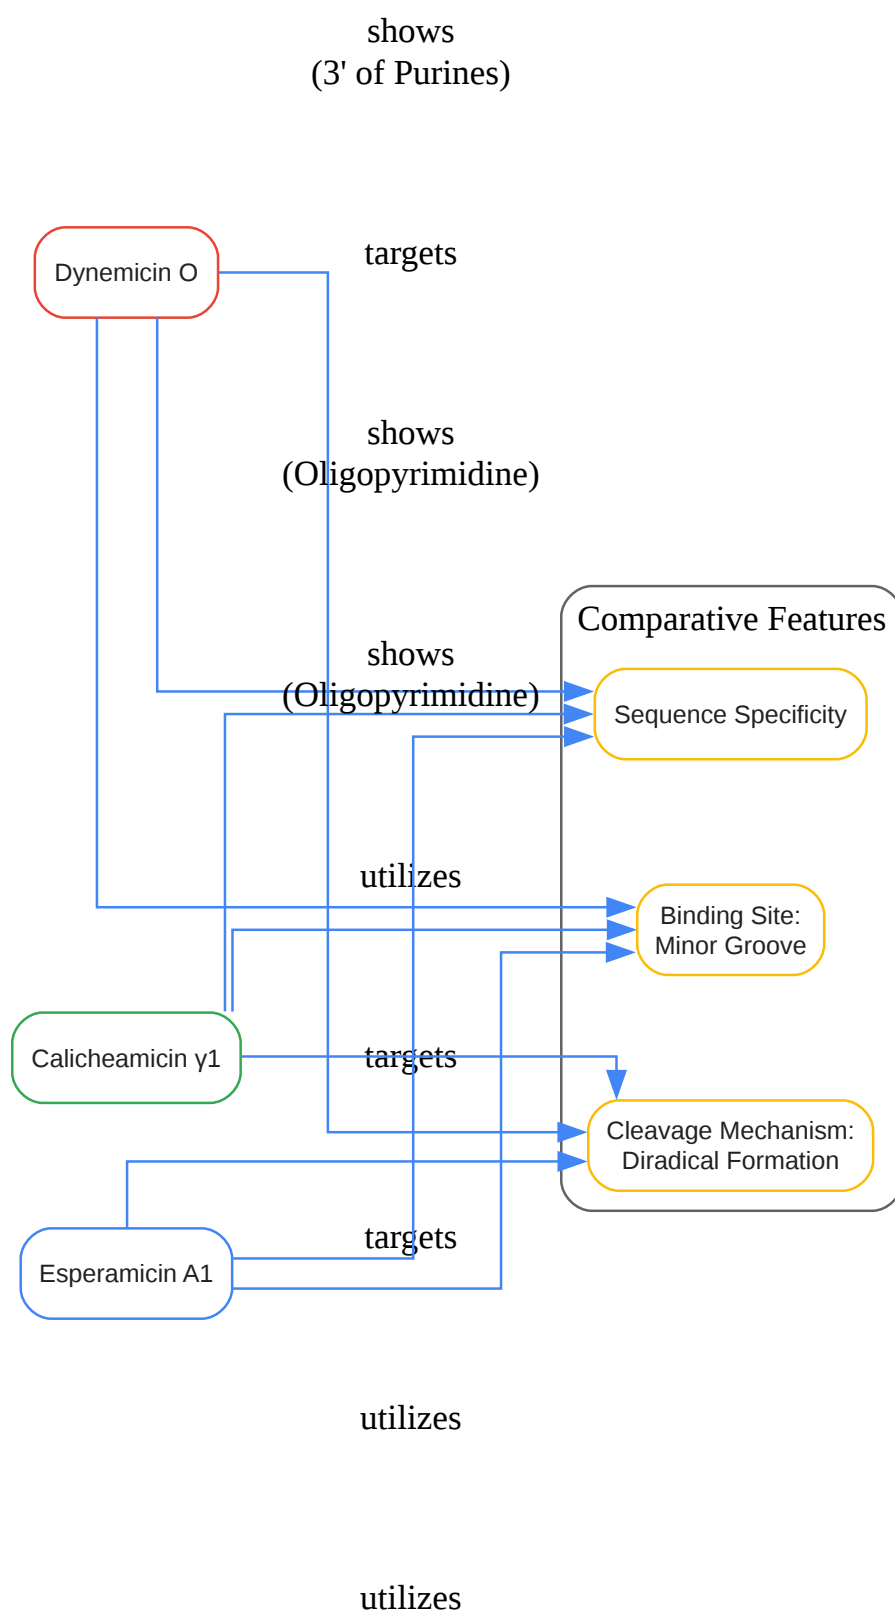 shows
(3' of Purines)
Dynemicin O
targets
shows
(Oligopyrimidine)
Comparative Features
shows
(Oligopyrimidine)
Sequence Specificity
utilizes
Binding Site:
Minor Groove
Calicheamicin γ1
targets
Cleavage Mechanism:
Diradical Formation
targets
Esperamicin A1
utilizes
utilizes